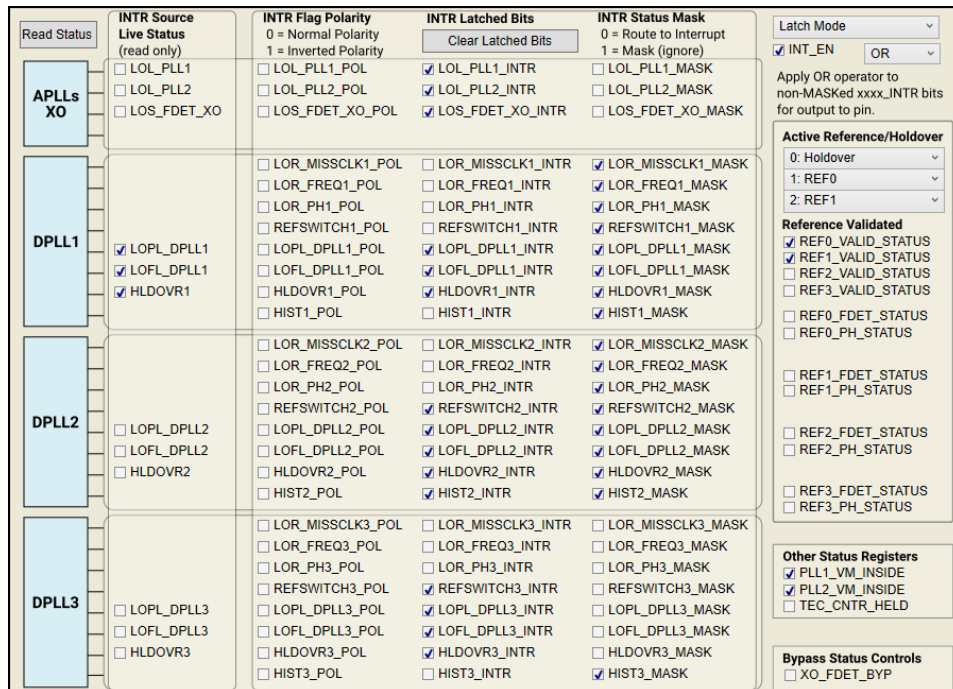 Read Status
INTR Source
Live Status
(read only)
INTR Flag Polarity
0 = Normal Polarity
1 = Inverted Polarity
INTR Latched Bits
Clear Latched Bits
INTR Status Mask
0 = Route to Interrupt
1 = Mask (ignore)
Latch Mode
INT_EN
OR
Apply OR operator to
non-MASKed xxxx_INTR bits
for output to pin.
APLLs
XO
LOL_PLL1 LOL_PLL1_POL LOL_PLL1_INTR LOL_PLL1_MASK
LOL_PLL2 LOL_PLL2_POL LOL_PLL2_INTR LOL_PLL2_MASK
LOS_FDET_XO LOS_FDET_XO_POL LOS_FDET_XO_INTR LOS_FDET_XO_MASK
DPLL1
LOR_MISSCLK1_POL LOR_MISSCLK1_INTR LOR_MISSCLK1_MASK
LOR_FREQ1_POL LOR_FREQ1_INTR LOR_FREQ1_MASK
LOR_PH1_POL LOR_PH1_INTR LOR_PH1_MASK
REFSWITCH1_POL REFSWITCH1_INTR REFSWITCH1_MASK
LOPL_DPLL1 LOPL_DPLL1_POL LOPL_DPLL1_INTR LOPL_DPLL1_MASK
LOFL_DPLL1 LOFL_DPLL1_POL LOFL_DPLL1_INTR LOFL_DPLL1_MASK
HLDOVR1 HLDOVR1_POL HLDOVR1_INTR HLDOVR1_MASK
HIST1_POL HIST1_INTR HIST1_MASK
DPLL2
LOR_MISSCLK2_POL LOR_MISSCLK2_INTR LOR_MISSCLK2_MASK
LOR_FREQ2_POL LOR_FREQ2_INTR LOR_FREQ2_MASK
LOR_PH2_POL LOR_PH2_INTR LOR_PH2_MASK
REFSWITCH2_POL REFSWITCH2_INTR REFSWITCH2_MASK
LOPL_DPLL2 LOPL_DPLL2_POL LOPL_DPLL2_INTR LOPL_DPLL2_MASK
LOFL_DPLL2 LOFL_DPLL2_POL LOFL_DPLL2_INTR LOFL_DPLL2_MASK
HLDOVR2 HLDOVR2_POL HLDOVR2_INTR HLDOVR2_MASK
HIST2_POL HIST2_INTR HIST2_MASK
DPLL3
LOR_MISSCLK3_POL LOR_MISSCLK3_INTR LOR_MISSCLK3_MASK
LOR_FREQ3_POL LOR_FREQ3_INTR LOR_FREQ3_MASK
LOR_PH3_POL LOR_PH3_INTR LOR_PH3_MASK
REFSWITCH3_POL REFSWITCH3_INTR REFSWITCH3_MASK
LOPL_DPLL3 LOPL_DPLL3_POL LOPL_DPLL3_INTR LOPL_DPLL3_MASK
LOFL_DPLL3 LOFL_DPLL3_POL LOFL_DPLL3_INTR LOFL_DPLL3_MASK
HLDOVR3 HLDOVR3_POL HLDOVR3_INTR HLDOVR3_MASK
HIST3_POL HIST3_INTR HIST3_MASK
Active Reference/Holdover
0: Holdover
1: REF0
2: REF1
Reference Validated
REF0_VALID_STATUS
REF1_VALID_STATUS
REF2_VALID_STATUS
REF3_VALID_STATUS
REF0_FDET_STATUS
REF0_PH_STATUS
REF1_FDET_STATUS
REF1_PH_STATUS
REF2_FDET_STATUS
REF2_PH_STATUS
REF3_FDET_STATUS
REF3_PH_STATUS
Other Status Registers
PLL1_VM_INSIDE
PLL2_VM_INSIDE
TEC_CNTR_HELD
Bypass Status Controls
XO_FDET_BYP